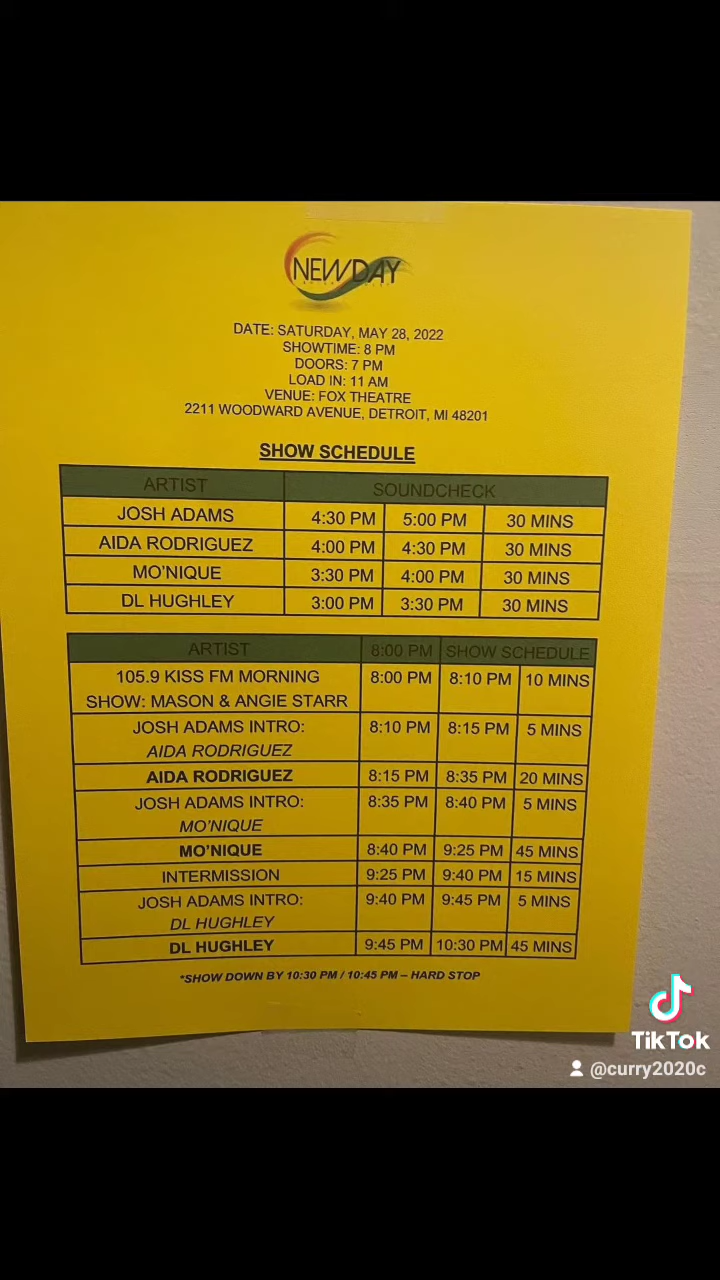 NEWDAY
DATE: SATURDAY, MAY 28, 2022
SHOWTIME: 8 PM
DOORS: 7 PM
LOAD IN: 11 AM
VENUE: FOX THEATRE
2211 WOODWARD AVENUE, DETROIT, MI 48201
SHOW SCHEDULE
ARTIST SOUNDCHECK
JOSH ADAMS 4:30 PM 5:00 PM 30 MINS
AIDA RODRIGUEZ 4:00 PM 4:30 PM 30 MINS
MO'NIQUE 3:30 PM 4:00 PM 30 MINS
DL HUGHLEY 3:00 PM 3:30 PM 30 MINS
ARTIST 8:00 PM SHOW SCHEDULE
105.9 KISS FM MORNING 8:00 PM 8:10 PM 10 MINS
SHOW: MASON & ANGIE STARR
JOSH ADAMS INTRO: 8:10 PM 8:15 PM 5 MINS
AIDA RODRIGUEZ
AIDA RODRIGUEZ 8:15 PM 8:35 PM 20 MINS
JOSH ADAMS INTRO: 8:35 PM 8:40 PM 5 MINS
MO'NIQUE
MO'NIQUE 8:40 PM 9:25 PM 45 MINS
INTERMISSION 9:25 PM 9:40 PM 15 MINS
JOSH ADAMS INTRO: 9:40 PM 9:45 PM 5 MINS
DL HUGHLEY
DL HUGHLEY 9:45 PM 10:30 PM 45 MINS
*SHOW DOWN BY 10:30 PM / 10:45 PM – HARD STOP
TikTok
@curry2020c